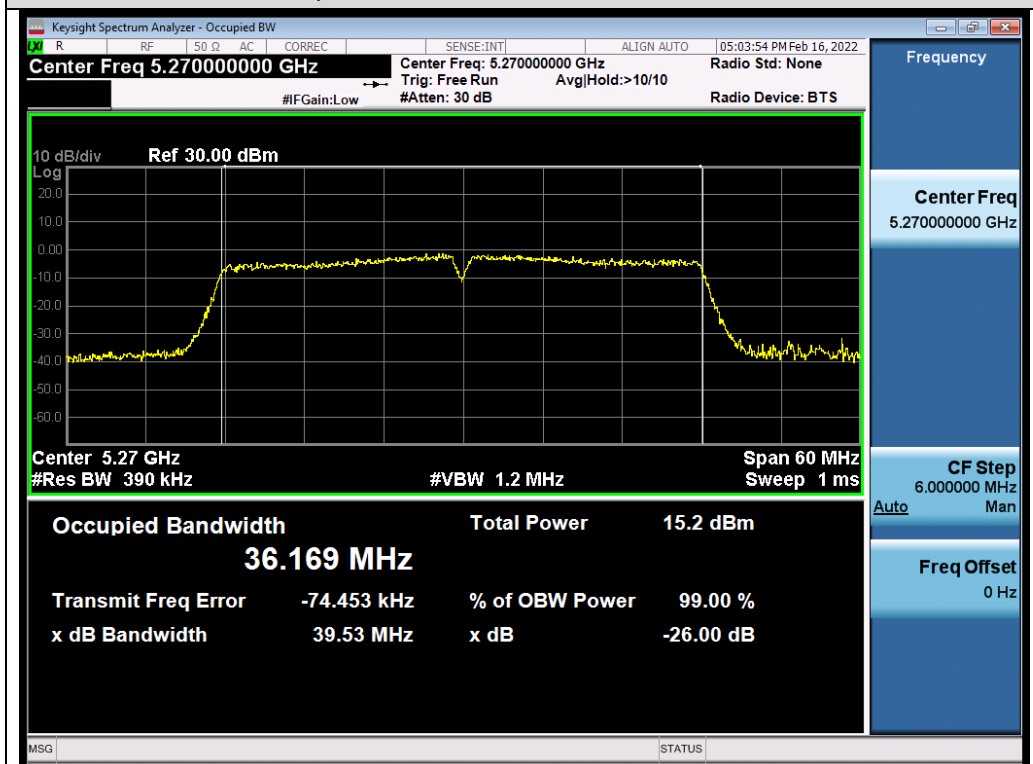 Keysight Spectrum Analyzer - Occupied BW
LXI R RF 50 Ω AC CORREC SENSE:INT ALIGN AUTO 05:03:54 PM Feb 16, 2022
Center Freq 5.270000000 GHz
Center Freq: 5.270000000 GHz Radio Std: None
Trig: Free Run Avg|Hold:>10/10
#IFGain:Low #Atten: 30 dB Radio Device: BTS
10 dB/div Ref 30.00 dBm
Log
20.0
10.0
0.00
-10.0
-20.0
-30.0
-40.0
-50.0
-60.0
Center 5.27 GHz Span 60 MHz
#Res BW 390 kHz #VBW 1.2 MHz Sweep 1 ms
Occupied Bandwidth Total Power 15.2 dBm
36.169 MHz
Transmit Freq Error -74.453 kHz % of OBW Power 99.00 %
x dB Bandwidth 39.53 MHz x dB -26.00 dB
Frequency
Center Freq
5.270000000 GHz
CF Step
6.000000 MHz
Auto Man
Freq Offset
0 Hz
MSG STATUS